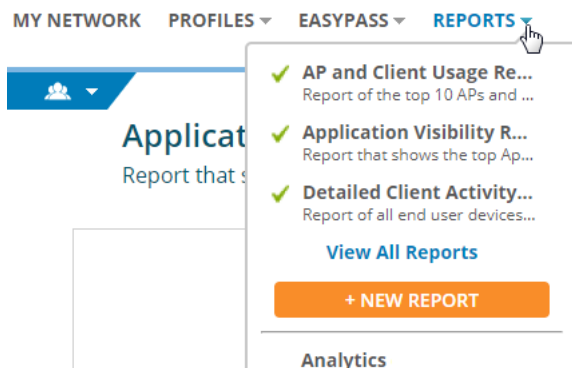 MY NETWORK PROFILES EASYPASS REPORTS
AP and Client Usage Re...
Report of the top 10 APs and ...
Applicat
Application Visibility R...
Report that s
Report that shows the top Ap...
Detailed Client Activity...
Report of all end user devices...
View All Reports
+ NEW REPORT
Analytics